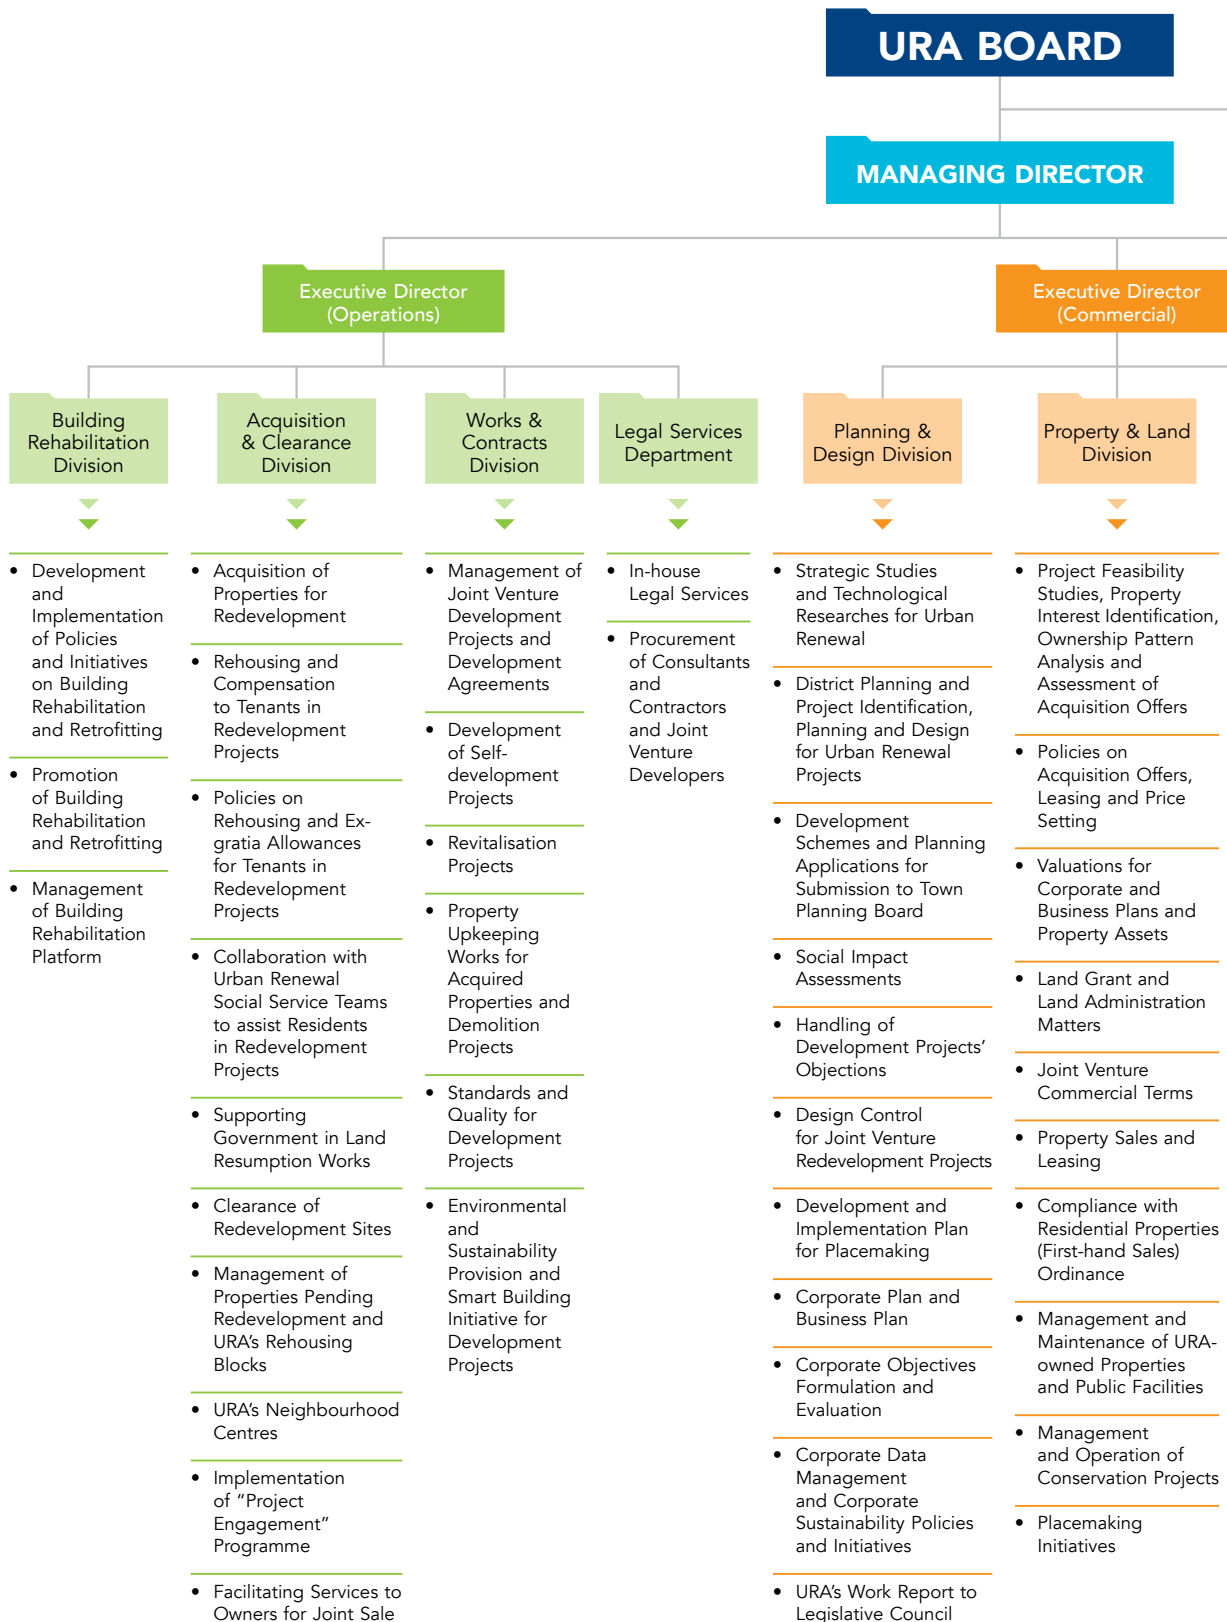 URA BOARD
MANAGING DIRECTOR
Executive Director
(Operations)
Executive Director
(Commercial)
Building
Rehabilitation
Division
Acquisition
& Clearance
Division
Works &
Contracts
Division
Legal Services
Department
Planning &
Design Division
Property & Land
Division
• Development
and
Implementation
of Policies
and Initiatives
on Building
Rehabilitation
and Retrofitting
• Promotion
of Building
Rehabilitation
and Retrofitting
• Management
of Building
Rehabilitation
Platform
• Acquisition of
Properties for
Redevelopment
• Rehousing and
Compensation
to Tenants in
Redevelopment
Projects
• Policies on
Rehousing and Ex-
gratia Allowances
for Tenants in
Redevelopment
Projects
• Collaboration with
Urban Renewal
Social Service Teams
to assist Residents
in Redevelopment
Projects
• Supporting
Government in Land
Resumption Works
• Clearance of
Redevelopment Sites
• Management of
Properties Pending
Redevelopment and
URA's Rehousing
Blocks
• URA's Neighbourhood
Centres
• Implementation
of "Project
Engagement"
Programme
• Facilitating Services to
Owners for Joint Sale
• Management of
Joint Venture
Development
Projects and
Development
Agreements
• Development
of Self-
development
Projects
• Revitalisation
Projects
• Property
Upkeeping
Works for
Acquired
Properties and
Demolition
Projects
• Standards and
Quality for
Development
Projects
• Environmental
and
Sustainability
Provision and
Smart Building
Initiative for
Development
Projects
• In-house
Legal Services
• Procurement
of Consultants
and
Contractors
and Joint
Venture
Developers
• Strategic Studies
and Technological
Researches for Urban
Renewal
• District Planning and
Project Identification,
Planning and Design
for Urban Renewal
Projects
• Development
Schemes and Planning
Applications for
Submission to Town
Planning Board
• Social Impact
Assessments
• Handling of
Development Projects'
Objections
• Design Control
for Joint Venture
Redevelopment Projects
• Development and
Implementation Plan
for Placemaking
• Corporate Plan and
Business Plan
• Corporate Objectives
Formulation and
Evaluation
• Corporate Data
Management
and Corporate
Sustainability Policies
and Initiatives
• URA's Work Report to
Legislative Council
• Project Feasibility
Studies, Property
Interest Identification,
Ownership Pattern
Analysis and
Assessment of
Acquisition Offers
• Policies on
Acquisition Offers,
Leasing and Price
Setting
• Valuations for
Corporate and
Business Plans and
Property Assets
• Land Grant and
Land Administration
Matters
• Joint Venture
Commercial Terms
• Property Sales and
Leasing
• Compliance with
Residential Properties
(First-hand Sales)
Ordinance
• Management and
Maintenance of URA-
owned Properties
and Public Facilities
• Management
and Operation of
Conservation Projects
• Placemaking
Initiatives